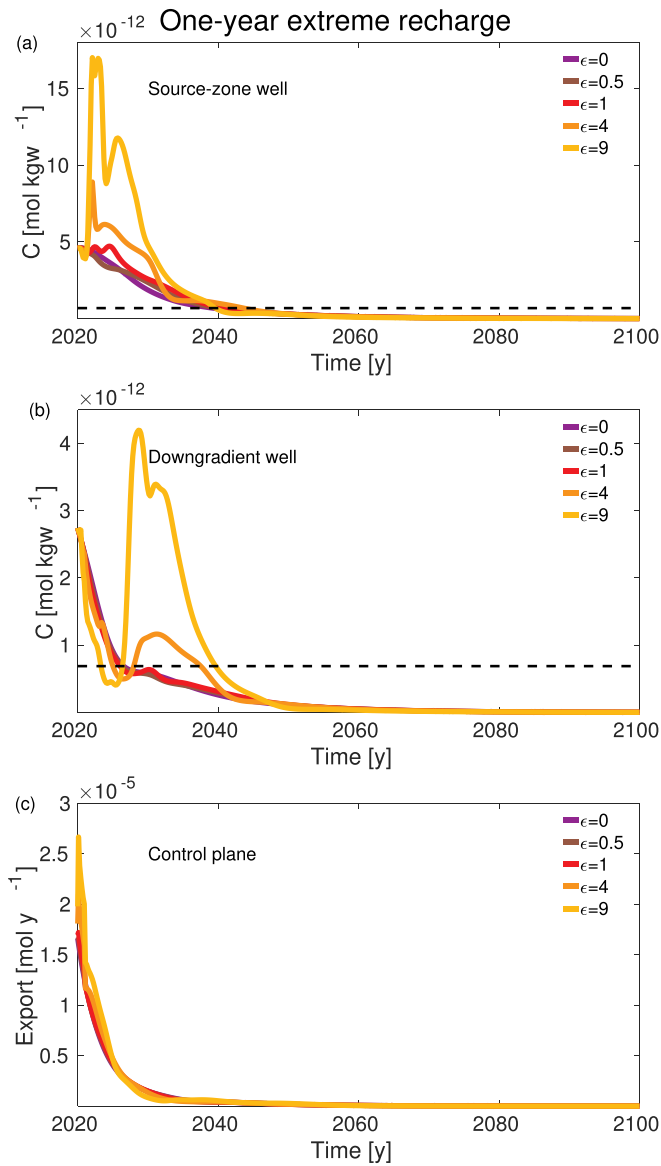 One-year extreme recharge
(a)
×10⁻¹²
Source-zone well
ϵ=0
ϵ=0.5
ϵ=1
ϵ=4
ϵ=9
15
10
5
C [mol kgw ⁻¹]
2020 2040 2060 2080 2100
Time [y]
(b)
×10⁻¹²
Downgradient well
ϵ=0
ϵ=0.5
ϵ=1
ϵ=4
ϵ=9
4
3
2
1
C [mol kgw ⁻¹]
2020 2040 2060 2080 2100
Time [y]
(c)
×10⁻⁵
Control plane
ϵ=0
ϵ=0.5
ϵ=1
ϵ=4
ϵ=9
3
2.5
2
1.5
1
0.5
Export [mol y ⁻¹]
2020 2040 2060 2080 2100
Time [y]